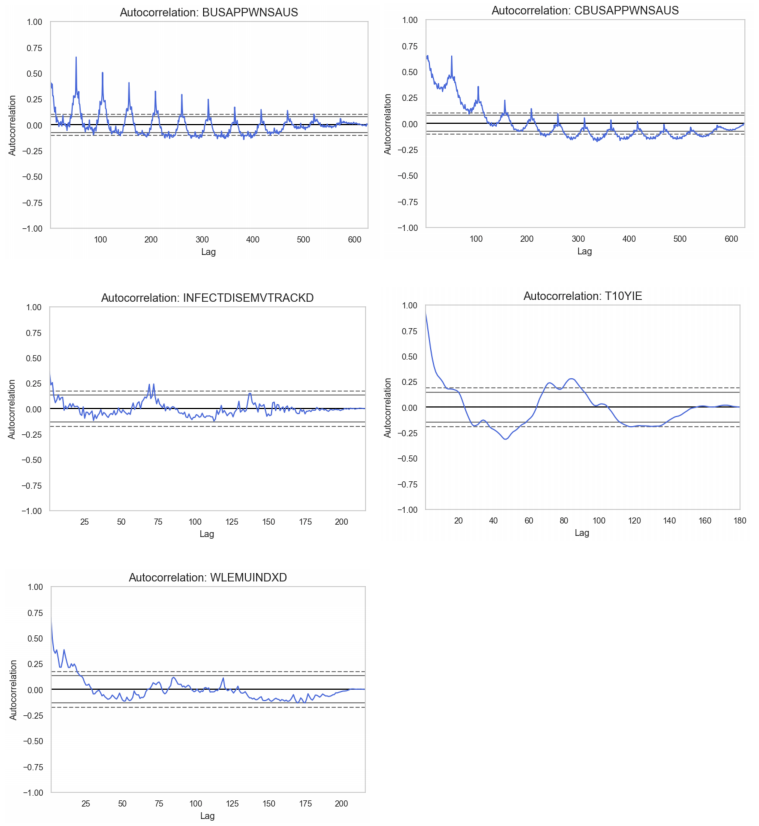 Autocorrelation: BUSAPPWNSAUS
1.00
0.75
0.50
0.25
0.00
−0.25
−0.50
−0.75
−1.00
Autocorrelation
100 200 300 400 500 600
Lag
Autocorrelation: CBUSAPPWNSAUS
1.00
0.75
0.50
0.25
0.00
−0.25
−0.50
−0.75
−1.00
Autocorrelation
100 200 300 400 500 600
Lag
Autocorrelation: INFECTDISEMVTRACKD
1.00
0.75
0.50
0.25
0.00
−0.25
−0.50
−0.75
−1.00
Autocorrelation
25 50 75 100 125 150 175 200
Lag
Autocorrelation: T10YIE
1.00
0.75
0.50
0.25
0.00
−0.25
−0.50
−0.75
−1.00
Autocorrelation
20 40 60 80 100 120 140 160 180
Lag
Autocorrelation: WLEMUINDXD
1.00
0.75
0.50
0.25
0.00
−0.25
−0.50
−0.75
−1.00
Autocorrelation
25 50 75 100 125 150 175 200
Lag